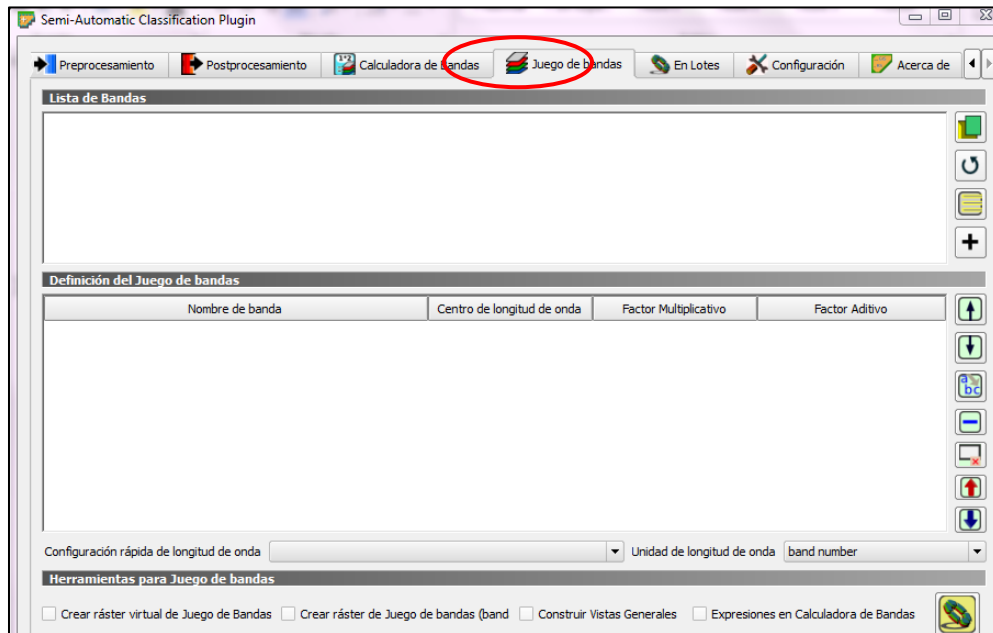 Semi-Automatic Classification Plugin
Preprocesamiento Postprocesamiento Calculadora de Bandas Juego de bandas En Lotes Configuración Acerca de
Lista de Bandas
Definición del Juego de bandas
Nombre de banda Centro de longitud de onda Factor Multiplicativo Factor Aditivo
Configuración rápida de longitud de onda Unidad de longitud de onda band number
Herramientas para Juego de bandas
Crear ráster virtual de Juego de Bandas Crear ráster de Juego de bandas (band Construir Vistas Generales Expresiones en Calculadora de Bandas